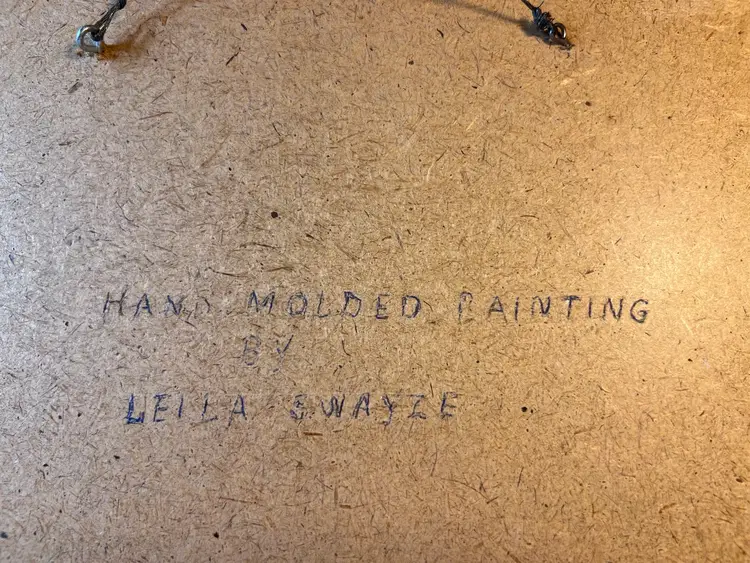 HAND MOLDED PAINTING
BY
LEILA SWAYZE